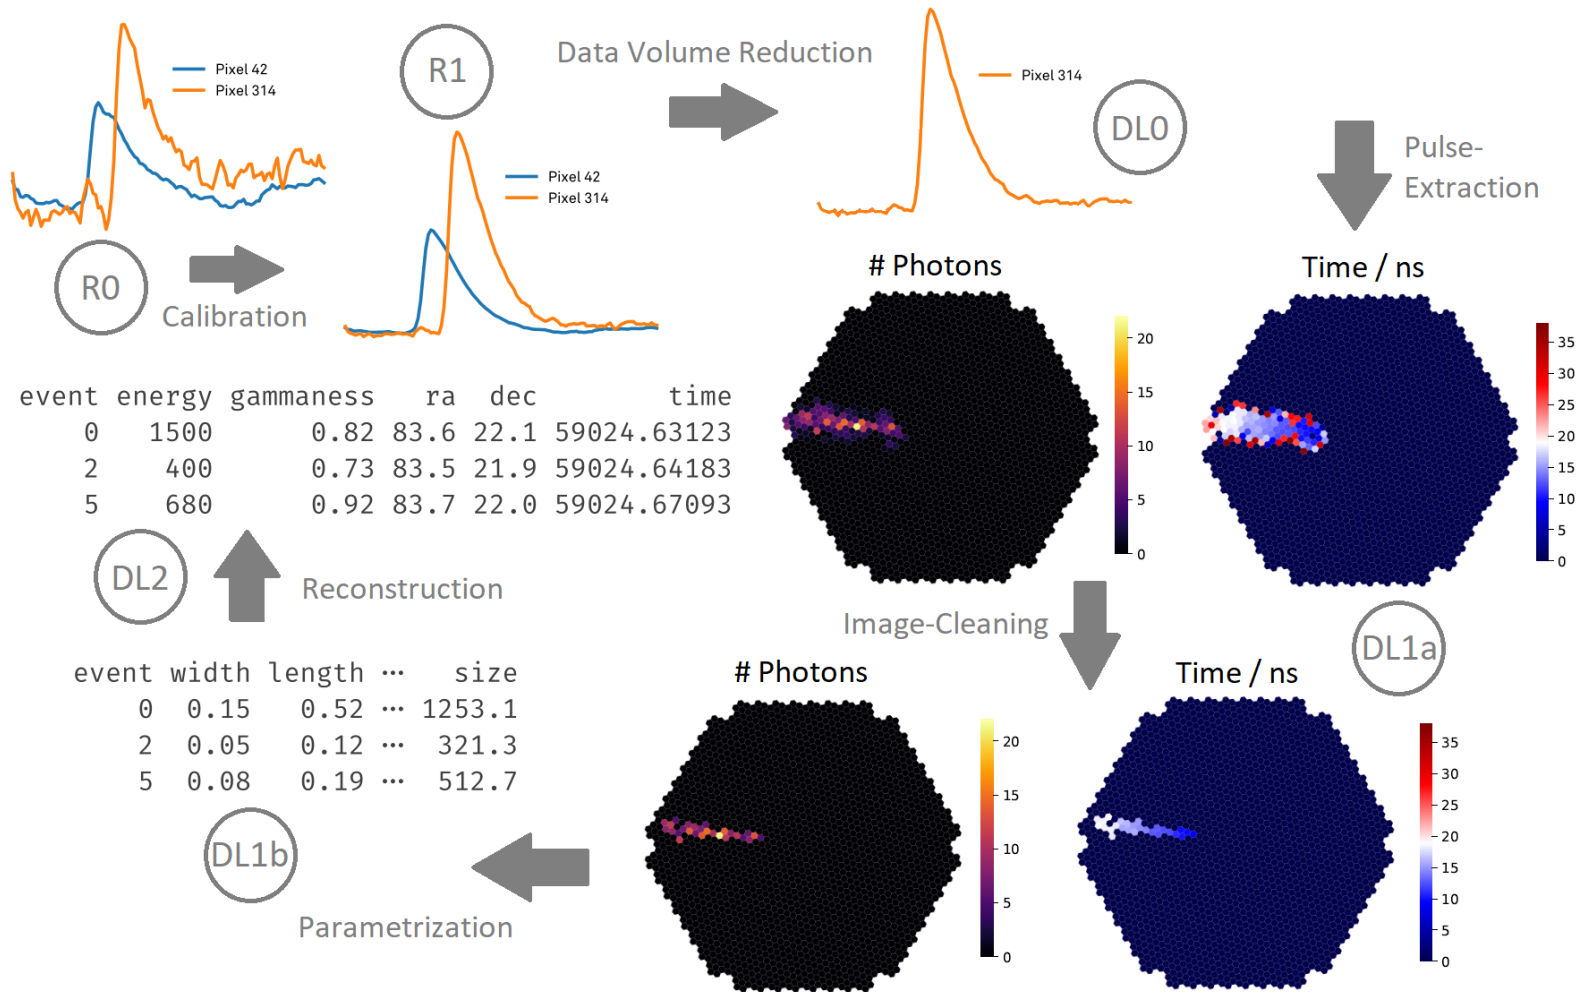 Pixel 42
Pixel 314
R0
Calibration
R1
Pixel 42
Pixel 314
Data Volume Reduction
Pixel 314
DL0
Pulse-
Extraction
# Photons
20
15
10
5
0
Time / ns
35
30
25
20
15
10
5
0
DL1a
Image-Cleaning
# Photons
20
15
10
5
0
Time / ns
35
30
25
20
15
10
5
0
Parametrization
DL1b
event width length ··· size
0 0.15 0.52 ··· 1253.1
2 0.05 0.12 ··· 321.3
5 0.08 0.19 ··· 512.7
Reconstruction
DL2
event energy gammaness ra dec time
0 1500 0.82 83.6 22.1 59024.63123
2 400 0.73 83.5 21.9 59024.64183
5 680 0.92 83.7 22.0 59024.67093